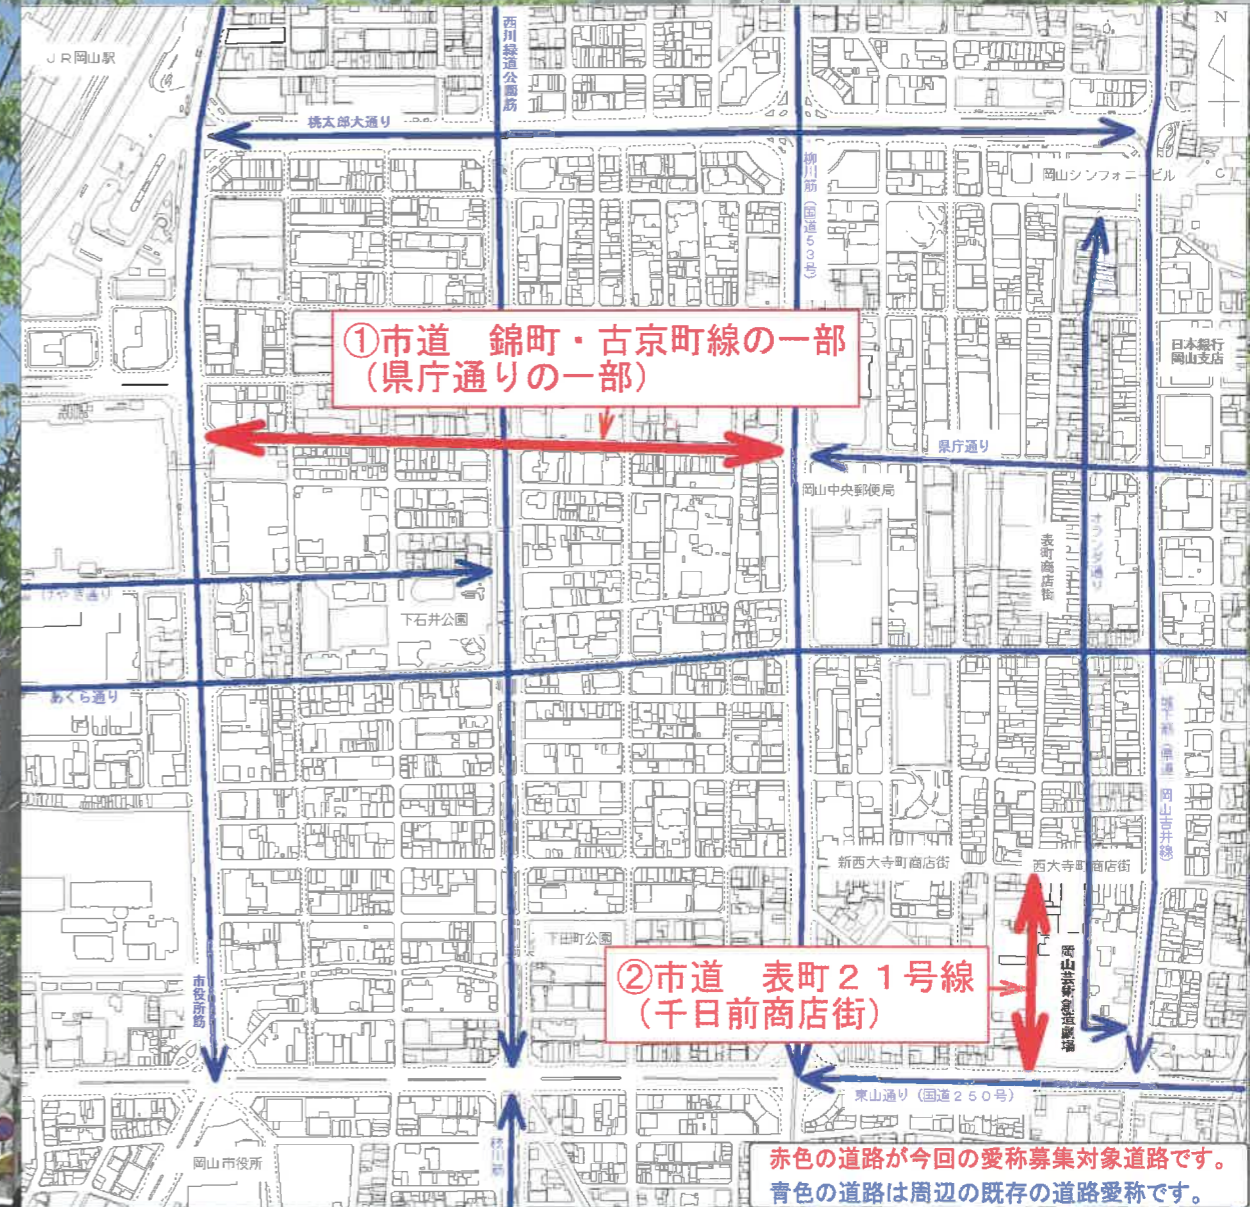 N
JR岡山駅
西川緑道公園筋
桃太郎大通り
柳川筋（国道53号）
岡山シンフォニービル
①市道　錦町・古京町線の一部
（県庁通りの一部）
日本銀行
岡山支店
県庁通り
岡山中央郵便局
オランダ通り
表町商店街
けやき通り
下石井公園
あくら通り
城下筋（県道　岡山吉井線）
新西大寺町商店街
西大寺町商店街
下田町公園
②市道　表町21号線
（千日前商店街）
岡山芸術創造劇場
市役所筋
東山通り（国道250号）
岡山市役所
赤色の道路が今回の愛称募集対象道路です。
青色の道路は周辺の既存の道路愛称です。